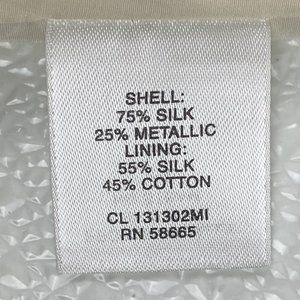 SHELL:
75% SILK
25% METALLIC
LINING:
55% SILK
45% COTTON
CL 131302MI
RN 58665